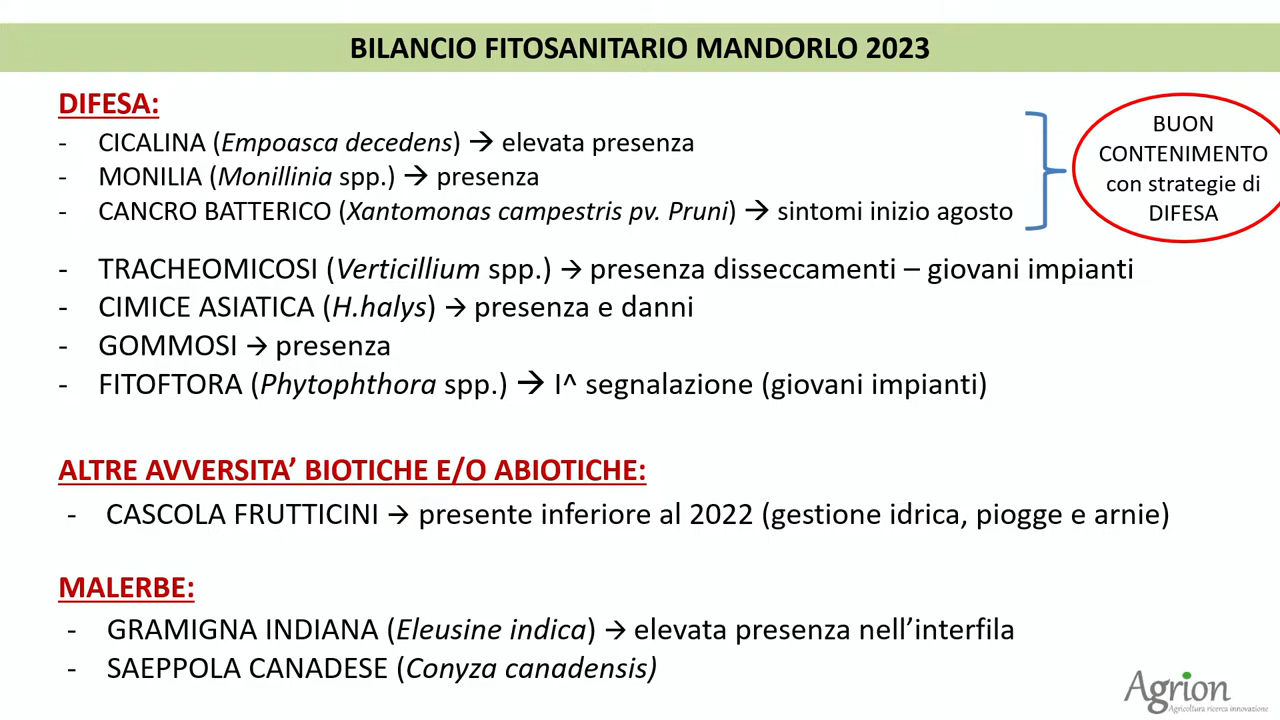 BILANCIO FITOSANITARIO MANDORLO 2023
DIFESA:
- CICALINA (Empoasca decedens) → elevata presenza
- MONILIA (Monillinia spp.) → presenza
- CANCRO BATTERICO (Xantomonas campestris pv. Pruni) → sintomi inizio agosto
BUON
CONTENIMENTO
con strategie di
DIFESA
- TRACHEOMICOSI (Verticillium spp.) → presenza disseccamenti – giovani impianti
- CIMICE ASIATICA (H.halys) → presenza e danni
- GOMMOSI → presenza
- FITOFTORA (Phytophthora spp.) → I^ segnalazione (giovani impianti)
ALTRE AVVERSITA’ BIOTICHE E/O ABIOTICHE:
- CASCOLA FRUTTICINI → presente inferiore al 2022 (gestione idrica, piogge e arnie)
MALERBE:
- GRAMIGNA INDIANA (Eleusine indica) → elevata presenza nell’interfila
- SAEPPOLA CANADESE (Conyza canadensis)
Agrion
Agricoltura ricerca innovazione